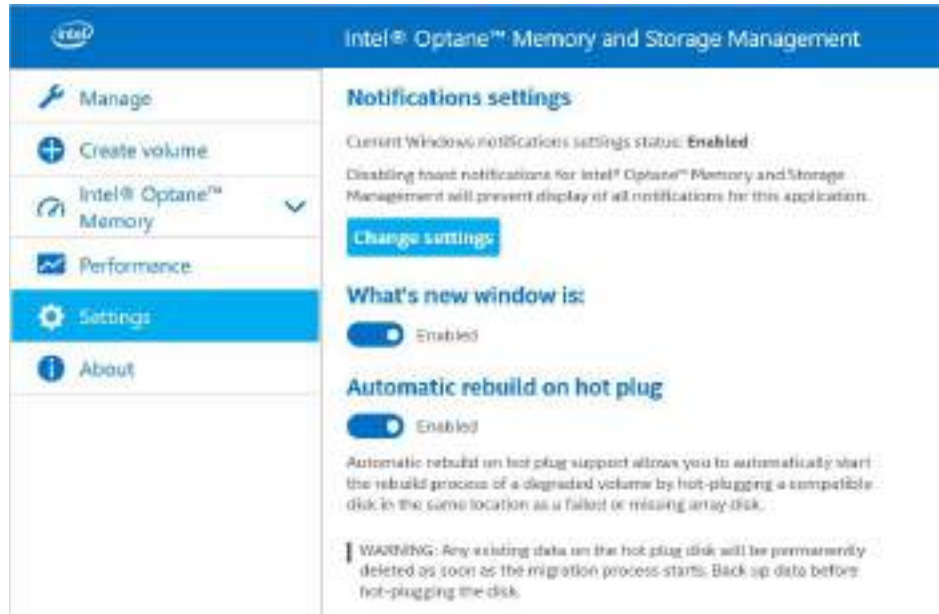 intel
Intel® Optane™ Memory and Storage Management
Manage
Create volume
Intel® Optane™
Memory
Performance
Settings
About
Notifications settings
Current Windows notifications settings status: Enabled
Disabling toast notifications for Intel® Optane™ Memory and Storage
Management will prevent display of all notifications for this application.
Change settings
What's new window is:
Enabled
Automatic rebuild on hot plug
Enabled
Automatic rebuild on hot plug support allows you to automatically start
the rebuild process of a degraded volume by hot-plugging a compatible
disk in the same location as a failed or missing array disk.
WARNING: Any existing data on the hot plug disk will be permanently
deleted as soon as the migration process starts. Back up data before
hot-plugging the disk.